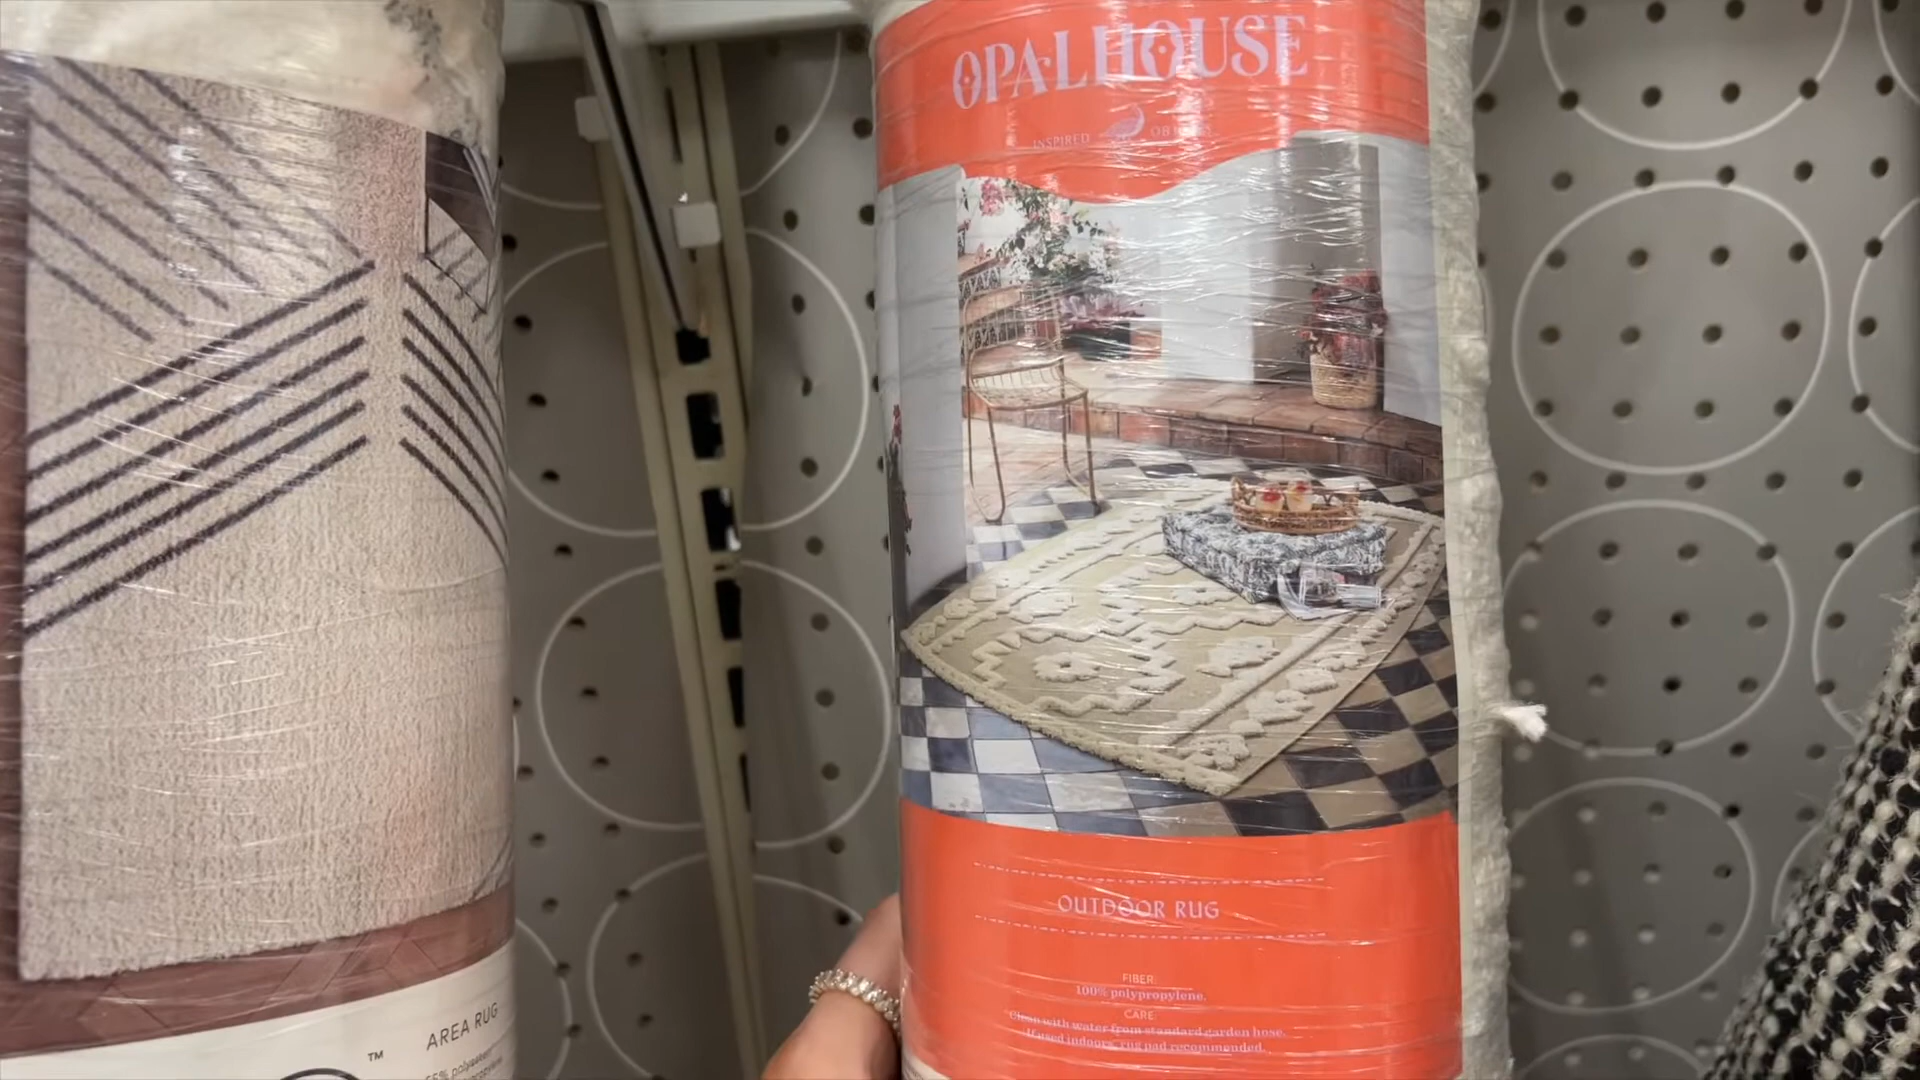 OPALHOUSE
INSPIRED
OUTDOOR RUG
FIBER:
100% polypropylene.
CARE:
Clean with water from standard garden hose.
If used indoors, rug pad recommended.
AREA RUG
™